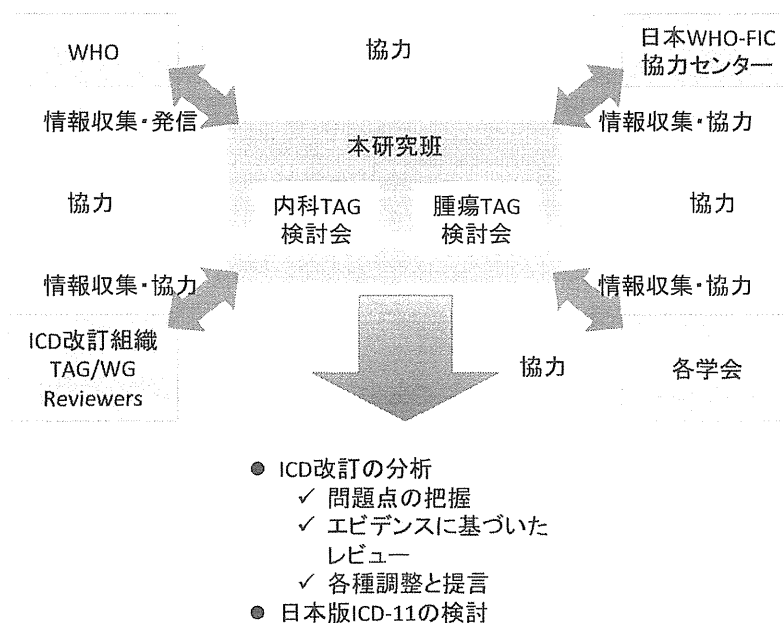 WHO
協力
日本WHO-FIC
協力センター
情報収集・発信
情報収集・協力
本研究班
協力
内科TAG
検討会
腫瘍TAG
検討会
協力
情報収集・協力
情報収集・協力
ICD改訂組織
TAG/WG
Reviewers
協力
各学会
● ICD改訂の分析
✓ 問題点の把握
✓ エビデンスに基づいた
レビュー
✓ 各種調整と提言
● 日本版ICD-11の検討